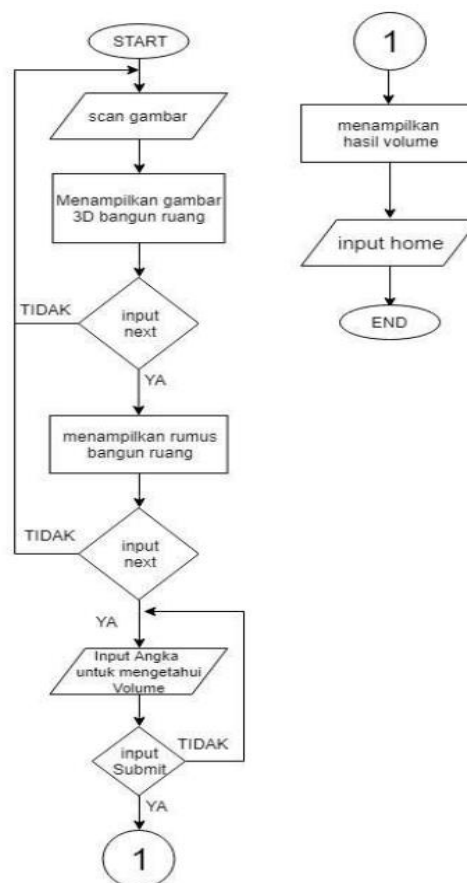 START
scan gambar
Menampilkan gambar
3D bangun ruang
TIDAK
input
next
YA
menampilkan rumus
bangun ruang
TIDAK
input
next
YA
Input Angka
untuk mengetahui
Volume
input
Submit
TIDAK
YA
1
1
menampilkan
hasil volume
input home
END